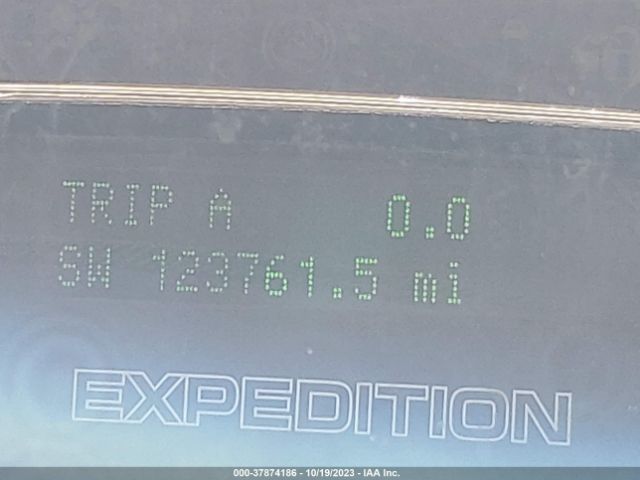 TRIP A 0.0
SW 123761.5 mi
EXPEDITION
000-37874186 - 10/19/2023 - IAA Inc.